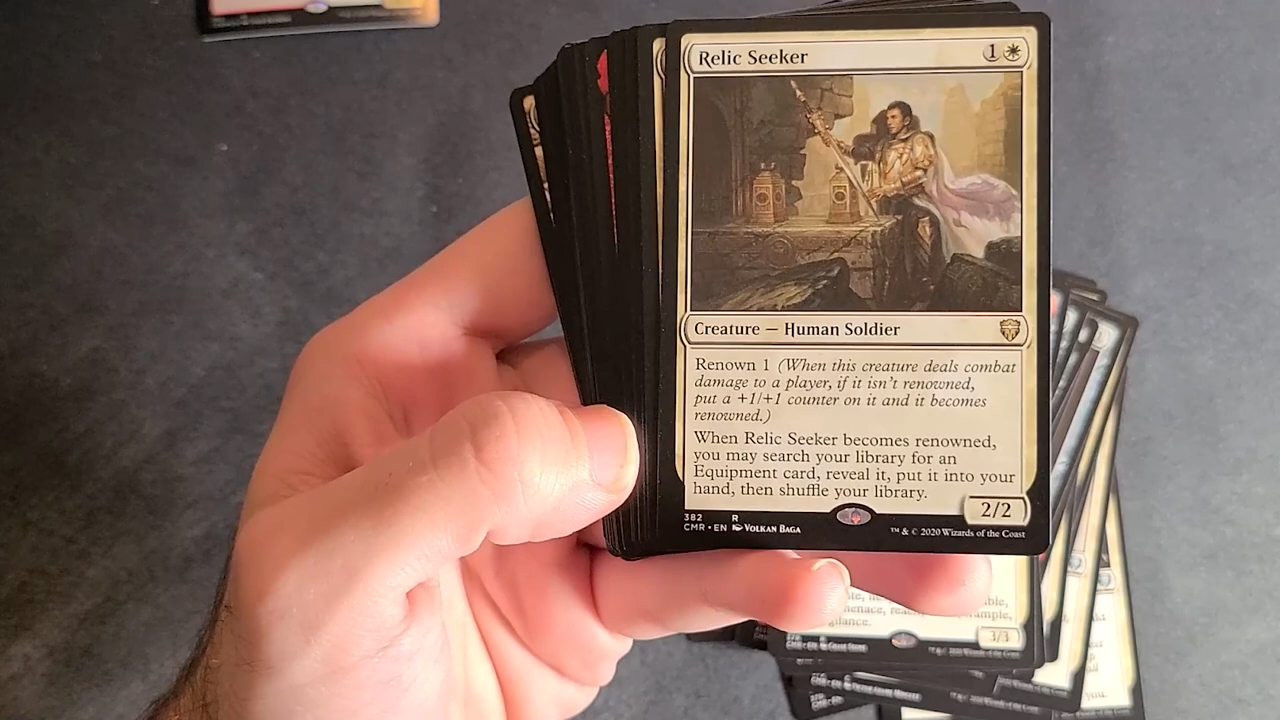 Relic Seeker 1
Creature — Human Soldier
Renown 1 (When this creature deals combat
damage to a player, if it isn't renowned,
put a +1/+1 counter on it and it becomes
renowned.)
When Relic Seeker becomes renowned,
you may search your library for an
Equipment card, reveal it, put it into your
hand, then shuffle your library.
2/2
382 R
CMR • EN VOLKAN BAGA ™ & © 2020 Wizards of the Coast
menace,
3/3
you.